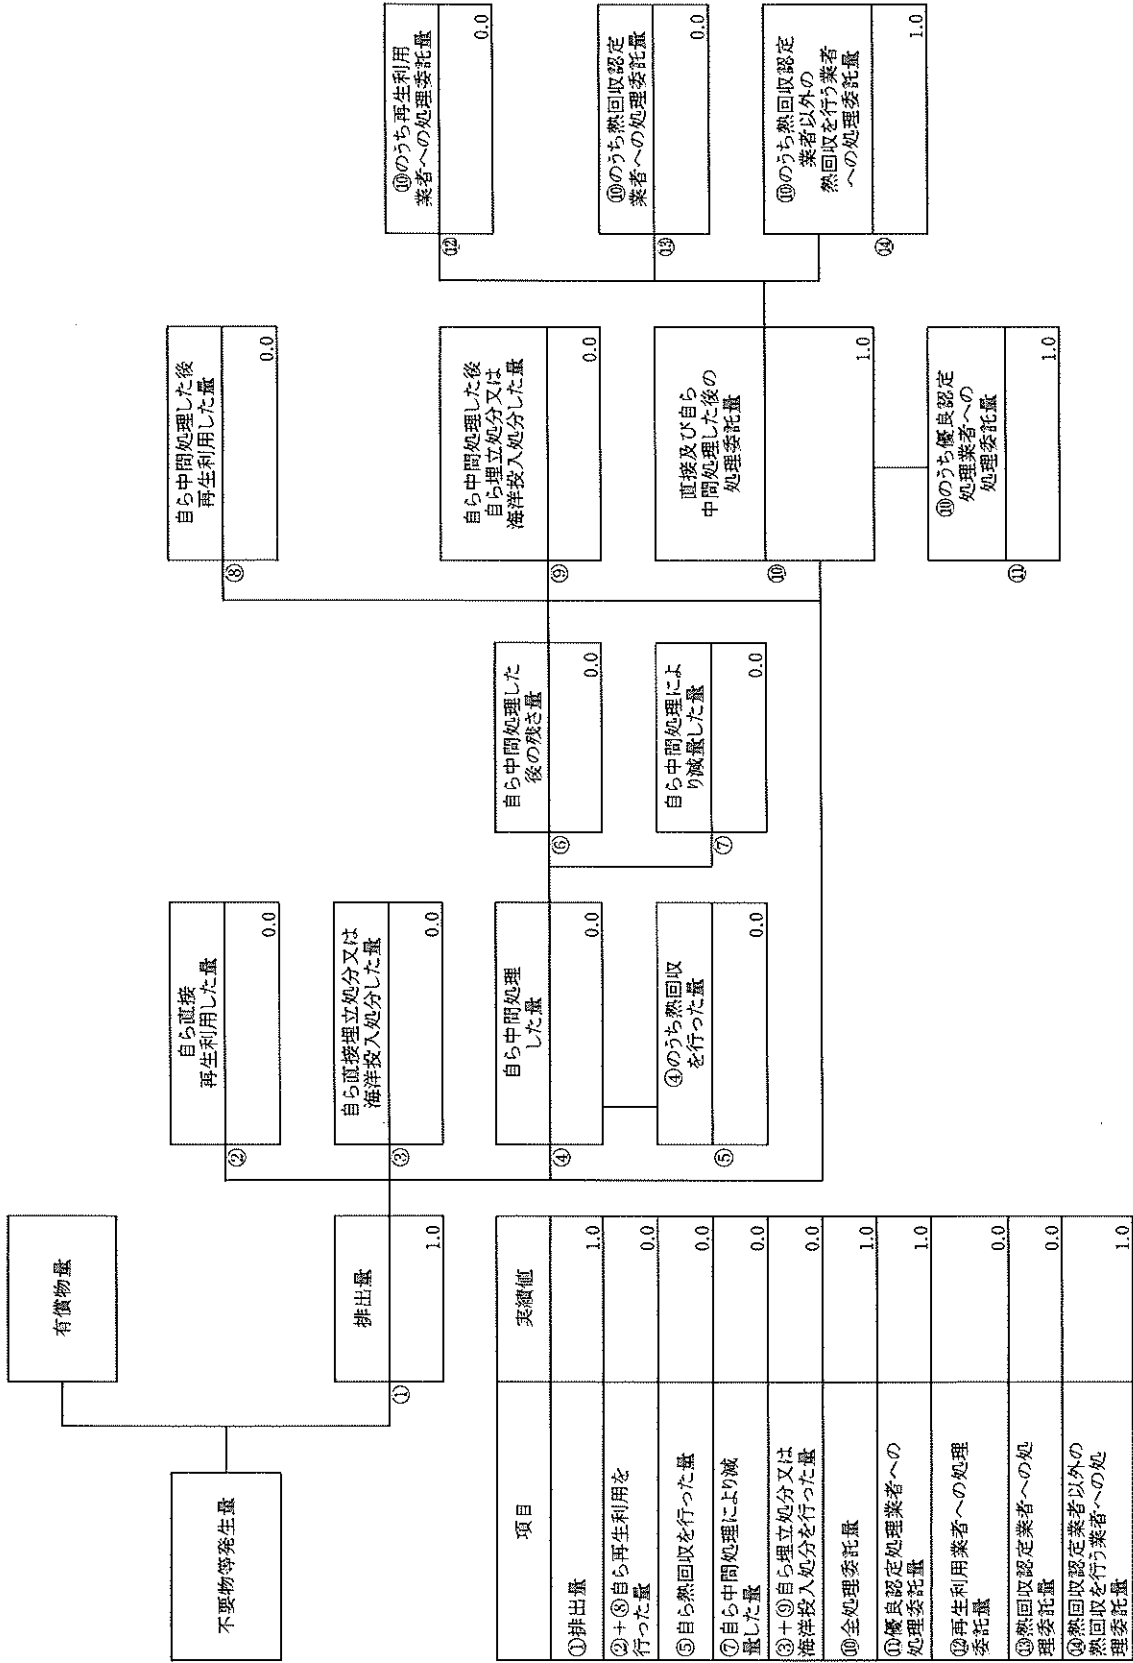 有償物量
不要物等発生量
排出量
①
1.0
自ら直接
再生利用した量
②
0.0
自ら直接埋立処分又は
海洋投入処分した量
③
0.0
自ら中間処理
した量
④
0.0
④のうち熱回収
を行った量
⑤
0.0
自ら中間処理した
後の残さ量
⑥
0.0
自ら中間処理によ
り減量した量
⑦
0.0
自ら中間処理した後
再生利用した量
⑧
0.0
自ら中間処理した後
自ら埋立処分又は
海洋投入処分した量
⑨
0.0
直接及び自ら
中間処理した後の
処理委託量
⑩
1.0
⑩のうち優良認定
処理業者への
処理委託量
⑪
1.0
⑩のうち再生利用
業者への処理委託量
⑫
0.0
⑩のうち熱回収認定
業者への処理委託量
⑬
0.0
⑩のうち熱回収認定
業者以外の
熱回収を行う業者
への処理委託量
⑭
1.0
項目 実績値
①排出量 1.0
②+⑧自ら再生利用を
行った量 0.0
⑤自ら熱回収を行った量 0.0
⑦自ら中間処理により減
量した量 0.0
③+⑨自ら埋立処分又は
海洋投入処分を行った量 0.0
⑩全処理委託量 1.0
⑪優良認定処理業者への
処理委託量 1.0
⑫再生利用業者への処理
委託量 0.0
⑬熱回収認定業者への処
理委託量 0.0
⑭熱回収認定業者以外の
熱回収を行う業者への処
理委託量 1.0